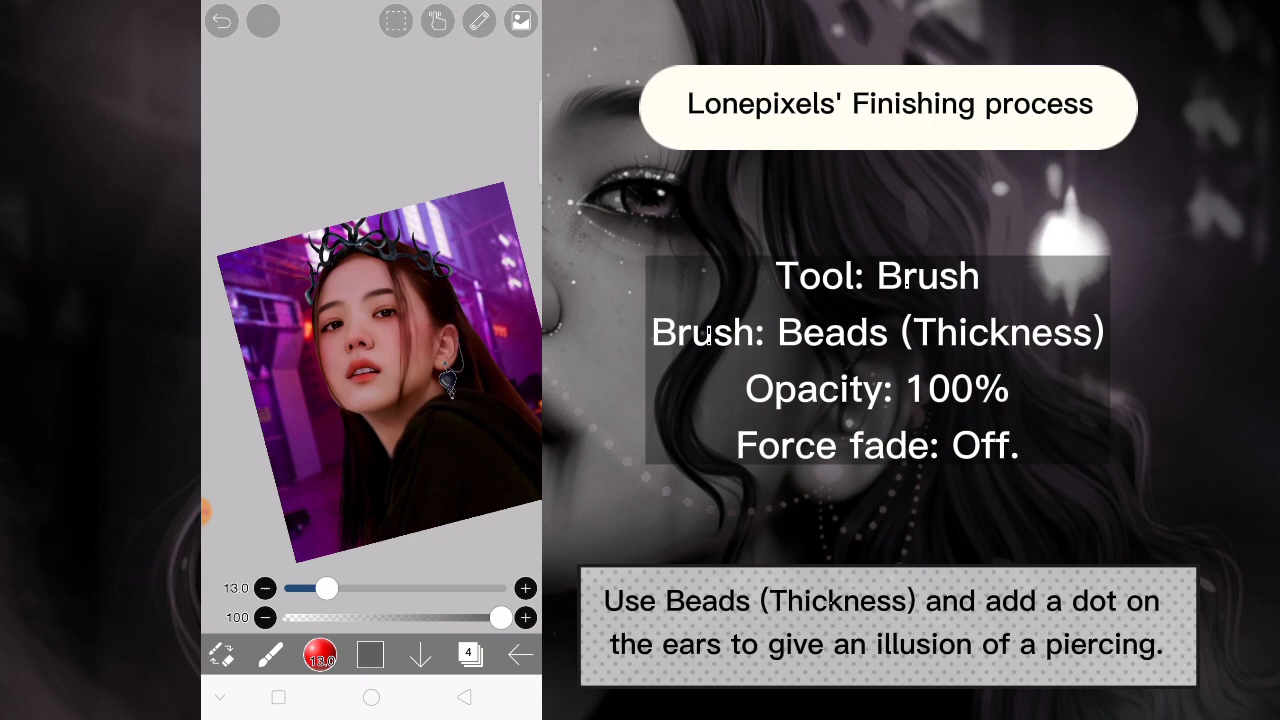 Lonepixels' Finishing process
Tool: Brush
Brush: Beads (Thickness)
Opacity: 100%
Force fade: Off.
13.0
100
13.0
4
Use Beads (Thickness) and add a dot on
the ears to give an illusion of a piercing.